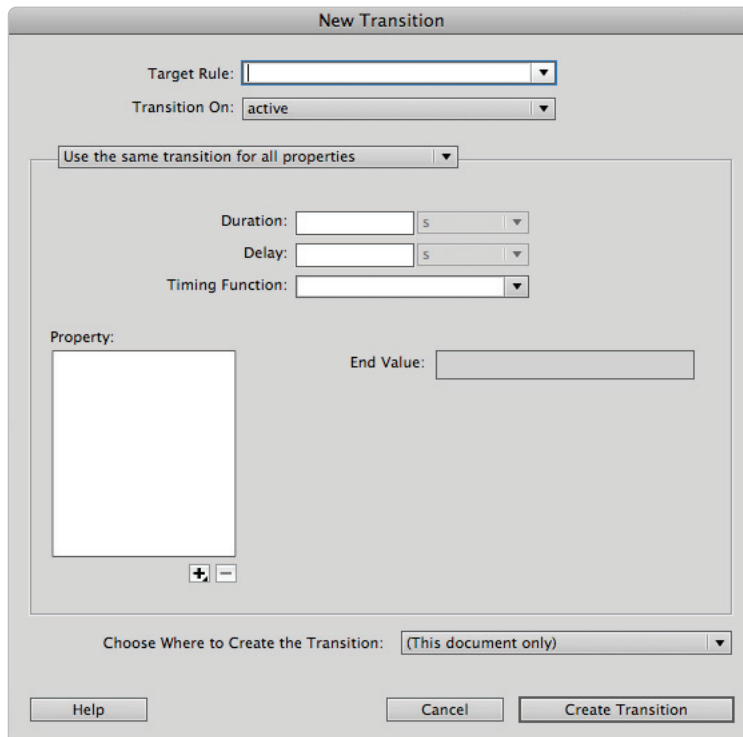 New Transition
Target Rule:
Transition On: active
Use the same transition for all properties
Duration: s
Delay: s
Timing Function:
Property:
End Value:
Choose Where to Create the Transition: (This document only)
Help Cancel Create Transition